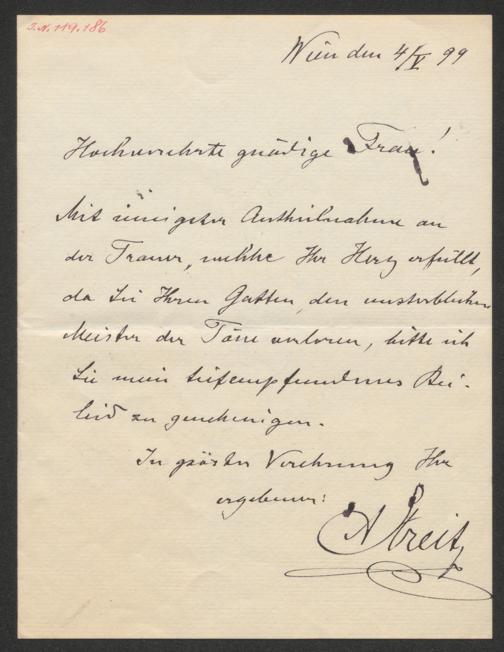 I.N. 119.186
Wien den 4/V 99
Hochverehrte gnädige Frau!
Mit innigster Antheilnahme an
der Trauer, welche Ihr Herz erfüllt,
da Sie Ihren Gatten, den unsterblichen
Meister der Töne verloren, bitte ich
Sie mein tiefempfundenes Bei-
leid zu genehmigen.
In größter Verehrung Ihr
ergebener:
A Streit